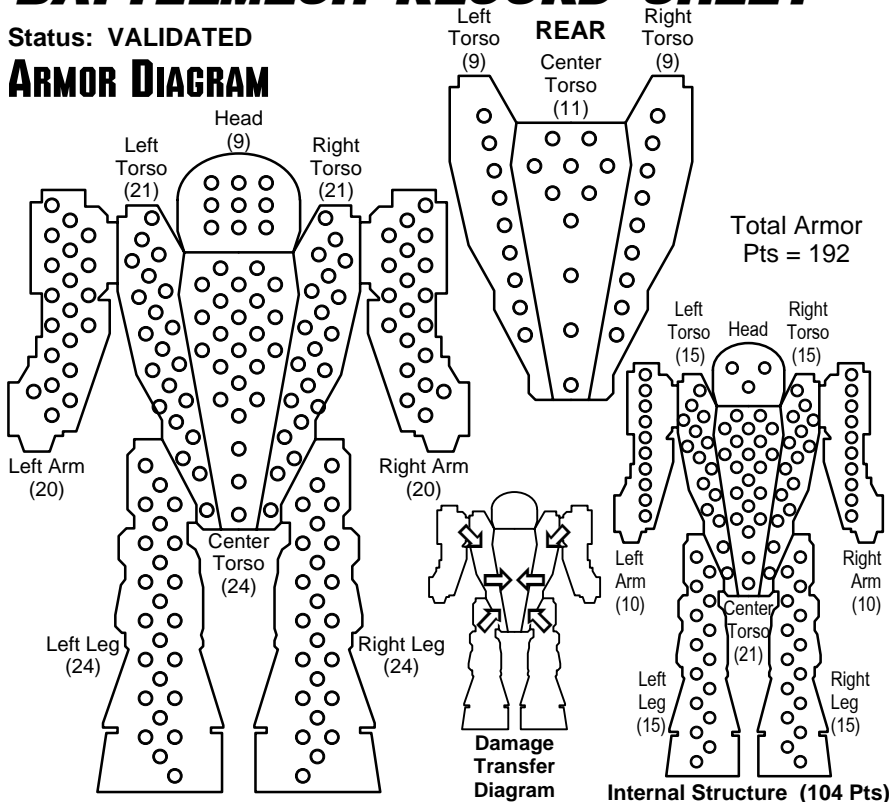 BATTLEMECH RECORD SHEET
Status: VALIDATED
ARMOR DIAGRAM
Head
(9)
Left
Torso
(21)
Right
Torso
(21)
Left Arm
(20)
Right Arm
(20)
Center
Torso
(24)
Left Leg
(24)
Right Leg
(24)
REAR
Left
Torso
(9)
Center
Torso
(11)
Right
Torso
(9)
Total Armor
Pts = 192
Damage
Transfer
Diagram
Left
Torso
(15)
Head
Right
Torso
(15)
Left
Arm
(10)
Right
Arm
(10)
Center
Torso
(21)
Left
Leg
(15)
Right
Leg
(15)
Internal Structure (104 Pts)